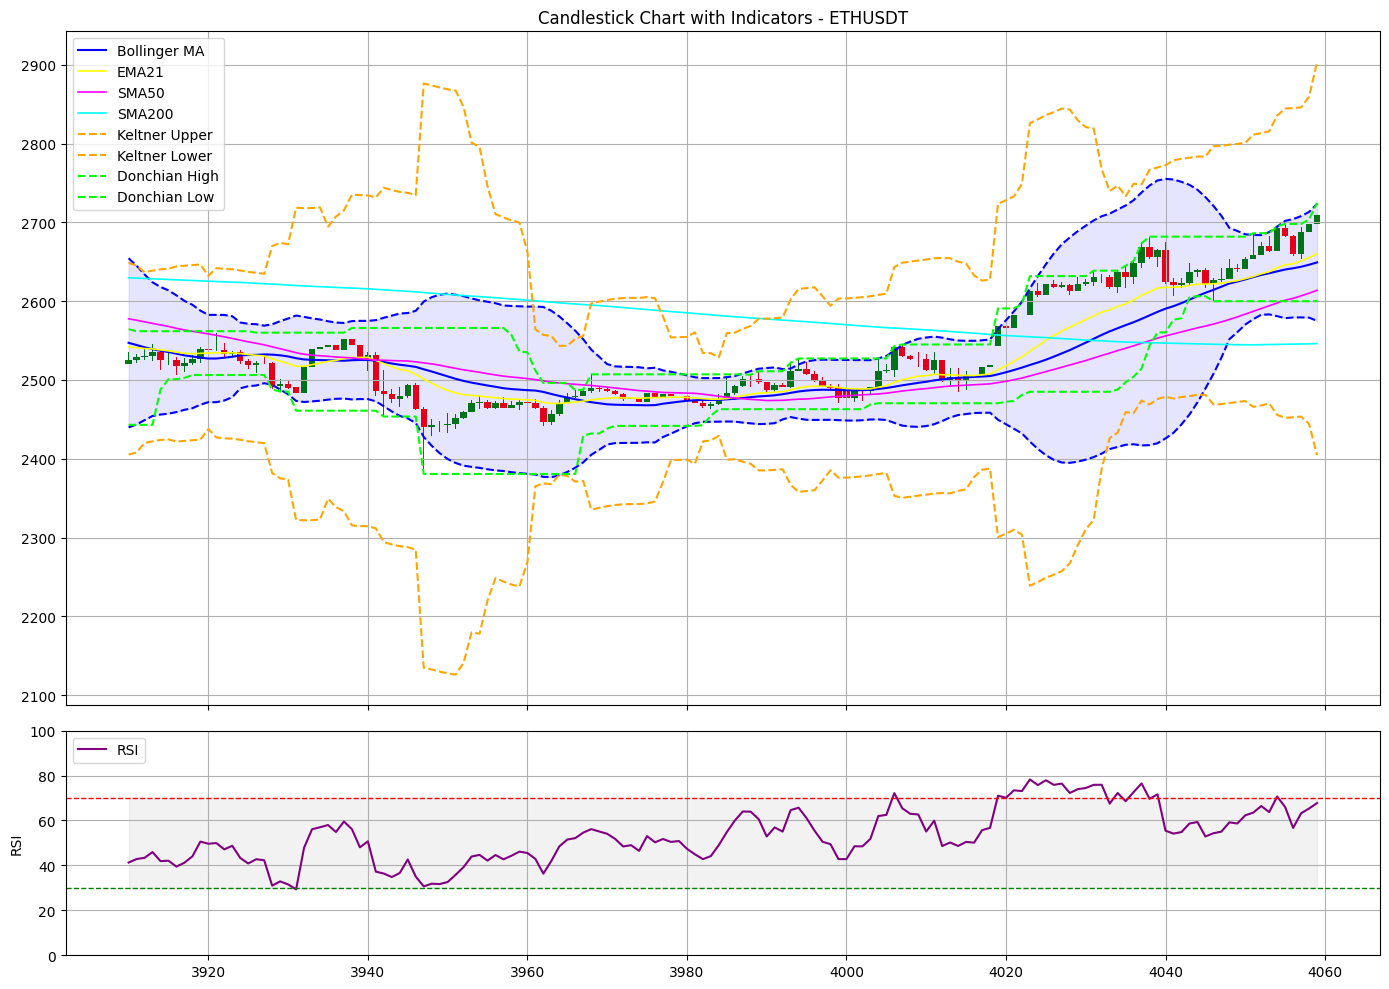 Candlestick Chart with Indicators - ETHUSDT
Bollinger MA
EMA21
SMA50
SMA200
Keltner Upper
Keltner Lower
Donchian High
Donchian Low
2900
2800
2700
2600
2500
2400
2300
2200
2100
RSI
100
80
60
40
20
0
RSI
3920
3940
3960
3980
4000
4020
4040
4060